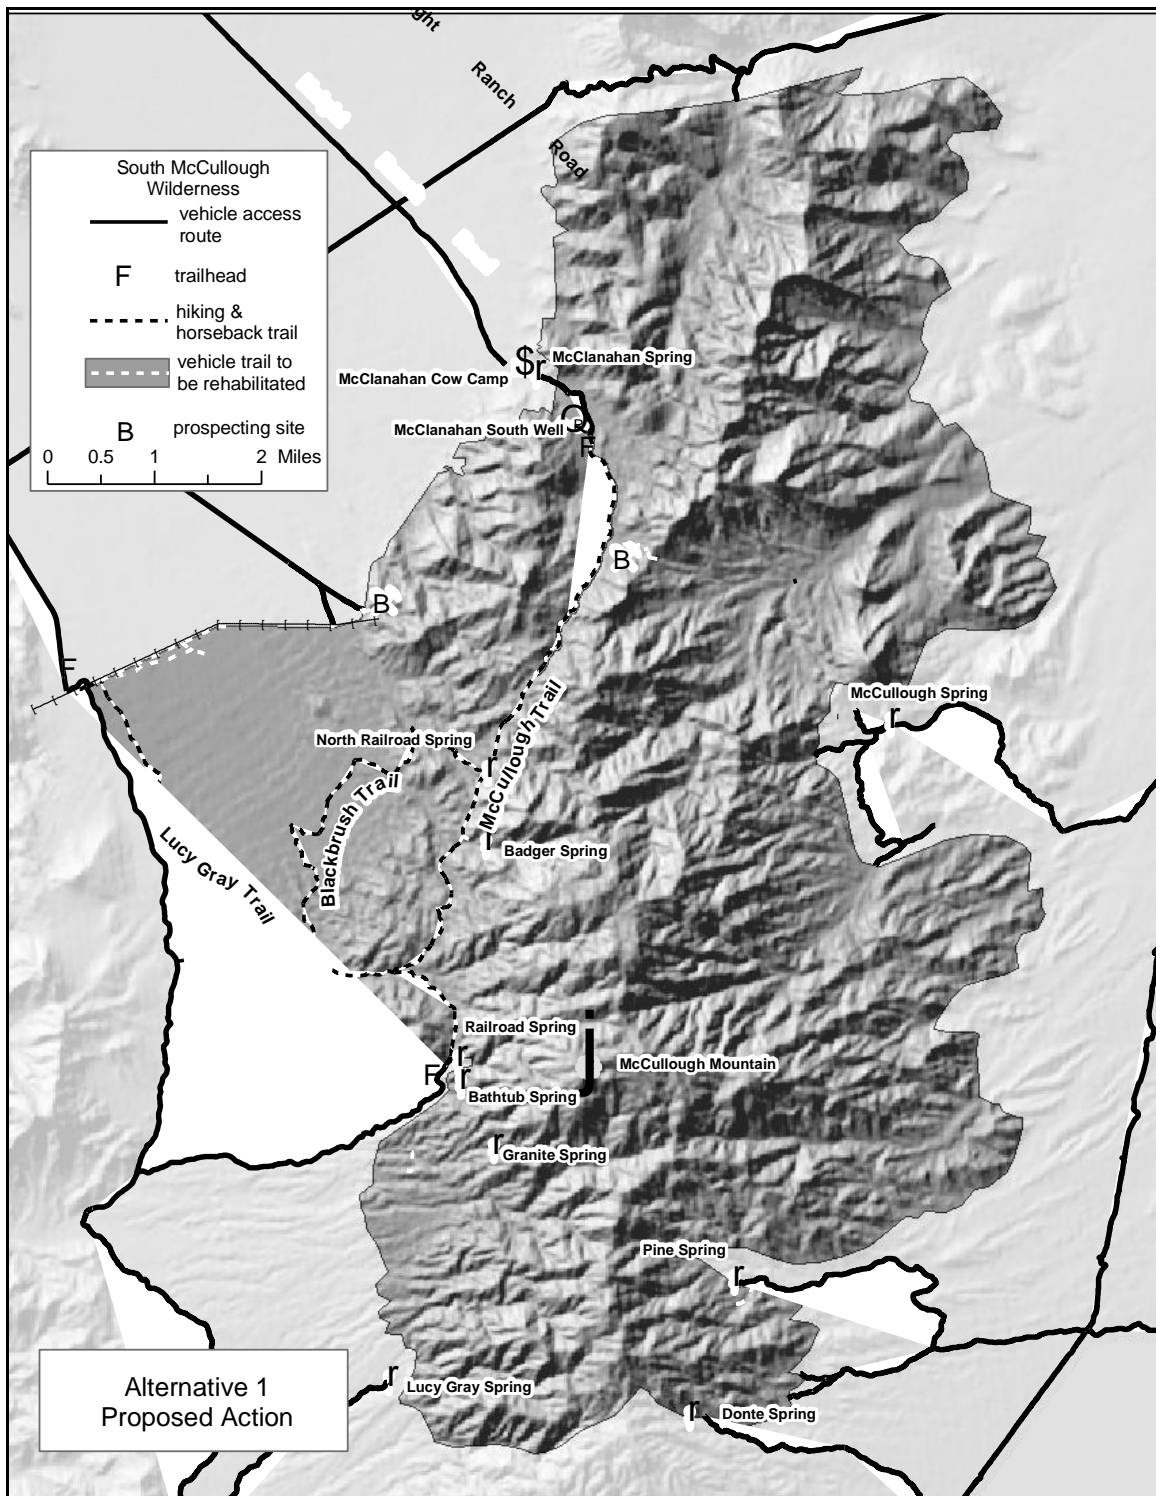 ght
Ranch
Road
South McCullough
Wilderness
vehicle access
route
F
trailhead
hiking &
horseback trail
vehicle trail to
be rehabilitated
B
prospecting site
0 0.5 1 2 Miles
$
r
McClanahan Spring
McClanahan Cow Camp
McClanahan South Well
F
B
B
F
McCullough Spring
r
North Railroad Spring
r
McCullough Trail
Blackbrush Trail
Badger Spring
Lucy Gray Trail
Railroad Spring
r
j
McCullough Mountain
F
r
Bathtub Spring
r
Granite Spring
Pine Spring
r
r
Lucy Gray Spring
r
Donte Spring
Alternative 1
Proposed Action